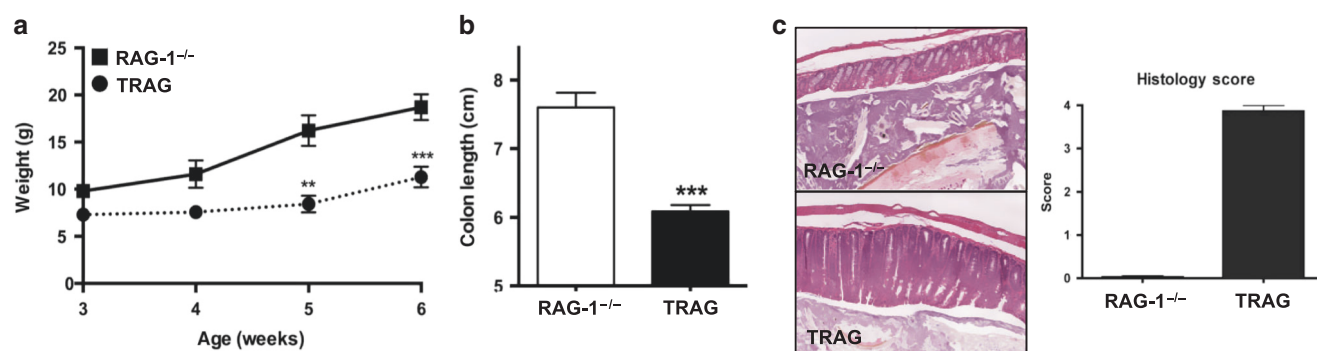 a
RAG-1⁻/⁻
TRAG
Weight (g)
25
20
15
10
5
0
**
***
3
4
5
6
Age (weeks)
b
Colon length (cm)
8
7
6
5
***
RAG-1⁻/⁻
TRAG
c
RAG-1⁻/⁻
TRAG
Histology score
Score
4
3
2
1
0
RAG-1⁻/⁻
TRAG